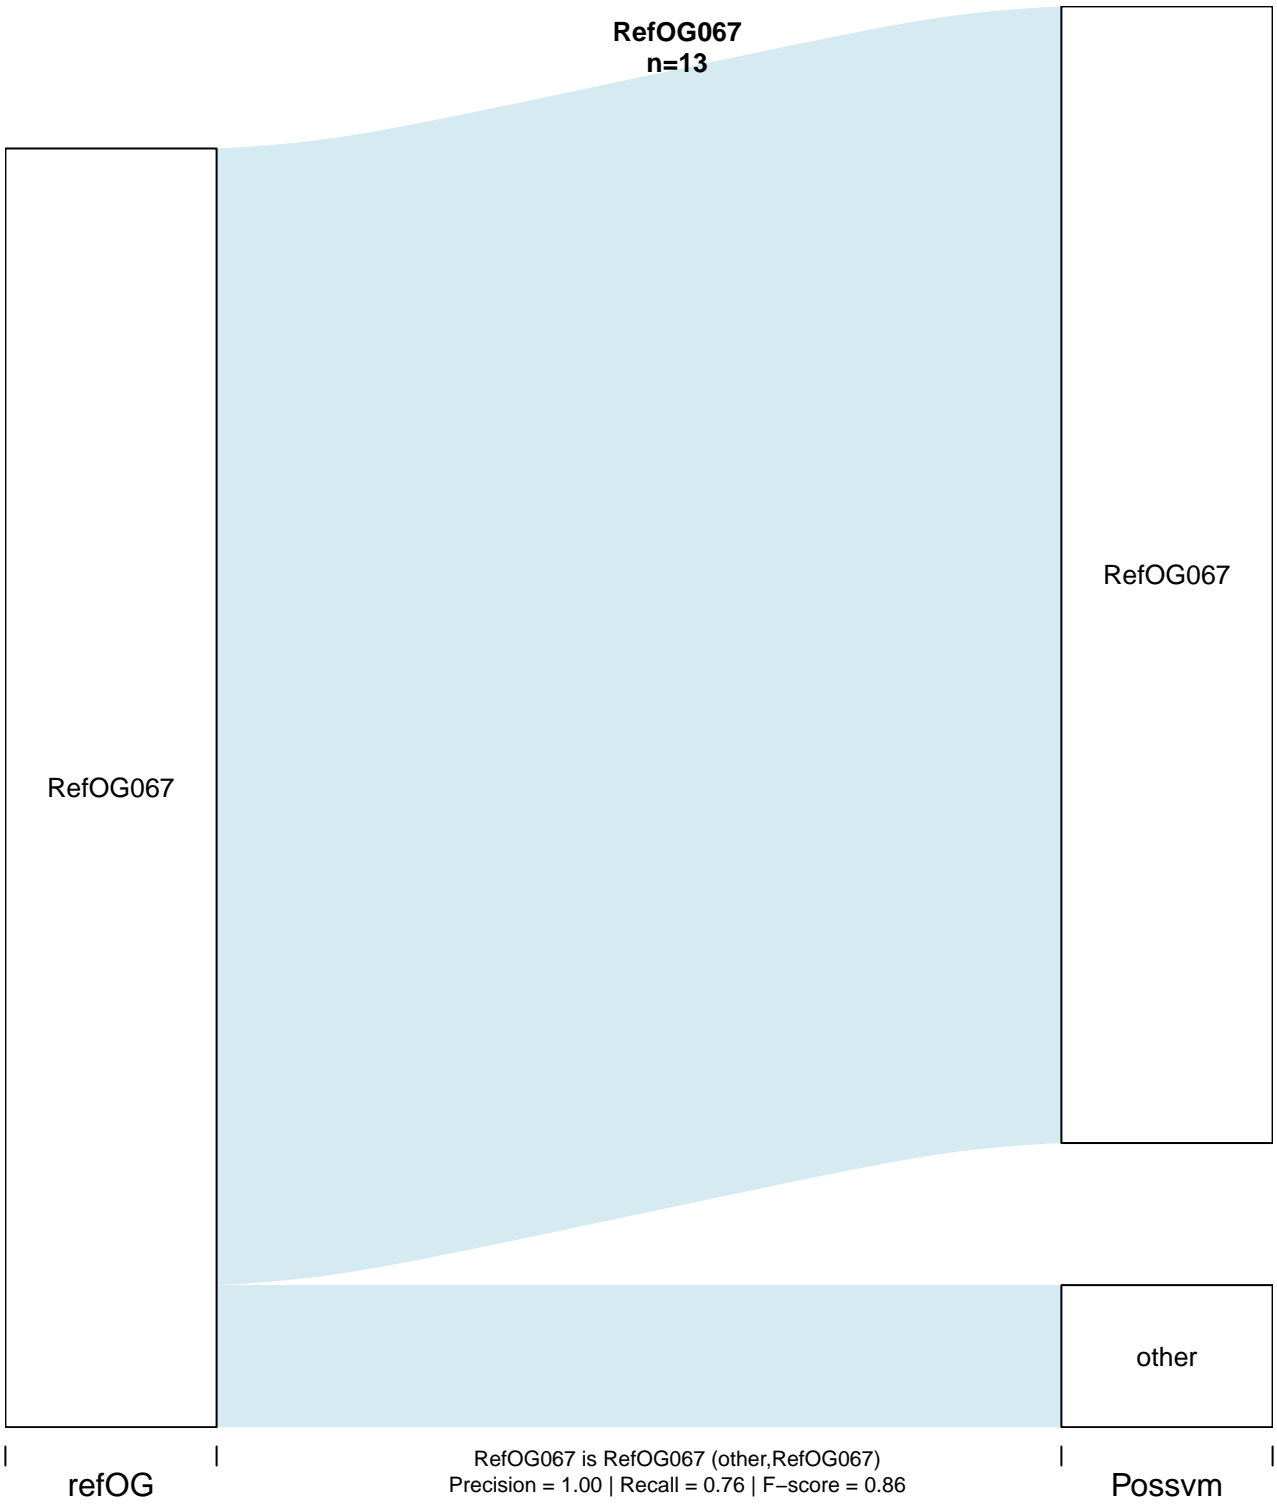 RefOG067
n=13
RefOG067
RefOG067
other
RefOG067 is RefOG067 (other,RefOG067)
Precision = 1.00 | Recall = 0.76 | F−score = 0.86
refOG
Possvm